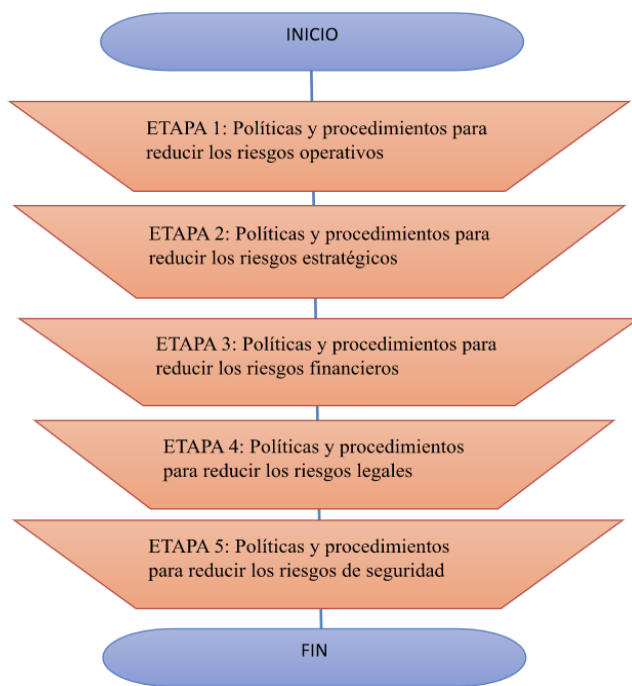 INICIO
ETAPA 1: Políticas y procedimientos para
reducir los riesgos operativos
ETAPA 2: Políticas y procedimientos para
reducir los riesgos estratégicos
ETAPA 3: Políticas y procedimientos para
reducir los riesgos financieros
ETAPA 4: Políticas y procedimientos
para reducir los riesgos legales
ETAPA 5: Políticas y procedimientos
para reducir los riesgos de seguridad
FIN